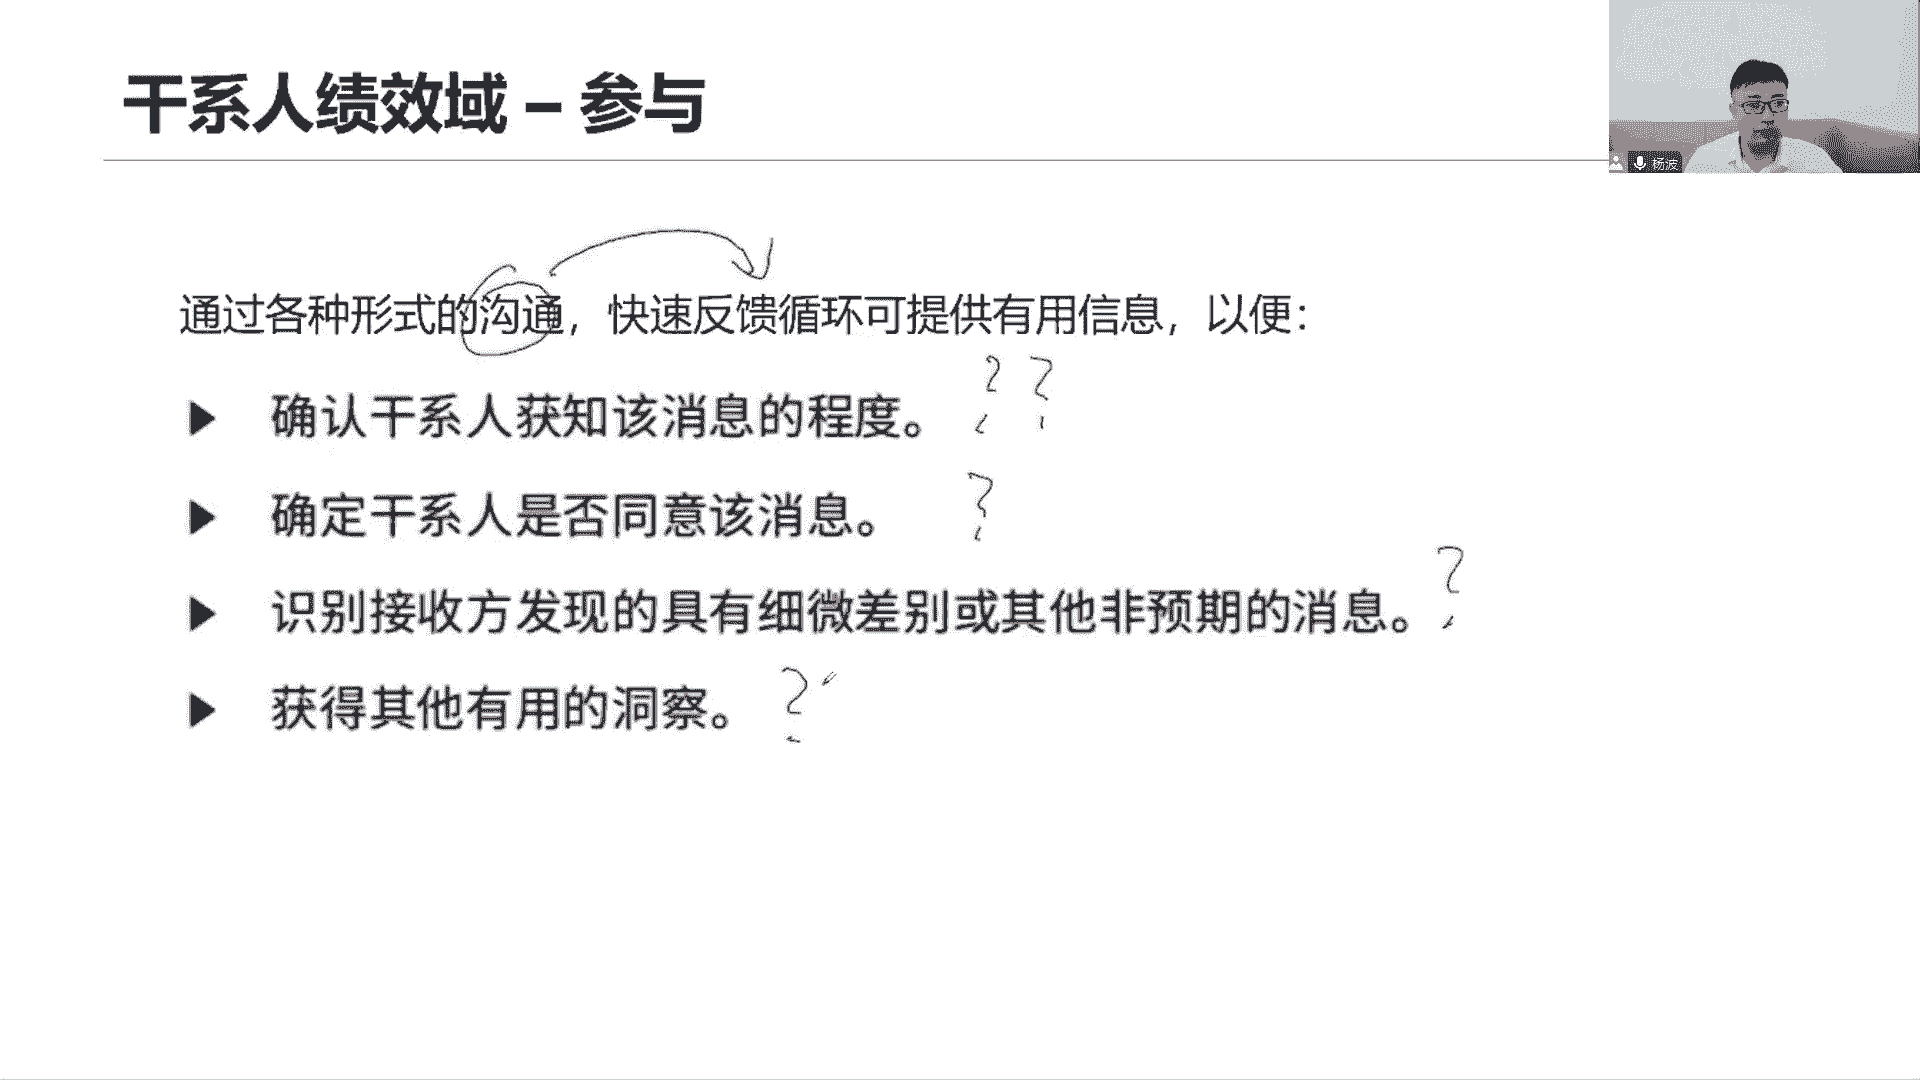 干系人绩效域 – 参与
杨波
通过各种形式的沟通，快速反馈循环可提供有用信息，以便：
? ?
▶ 确认干系人获知该消息的程度。
▶ 确定干系人是否同意该消息。 ?
▶ 识别接收方发现的具有细微差别或其他非预期的消息。 ?
▶ 获得其他有用的洞察。 ?